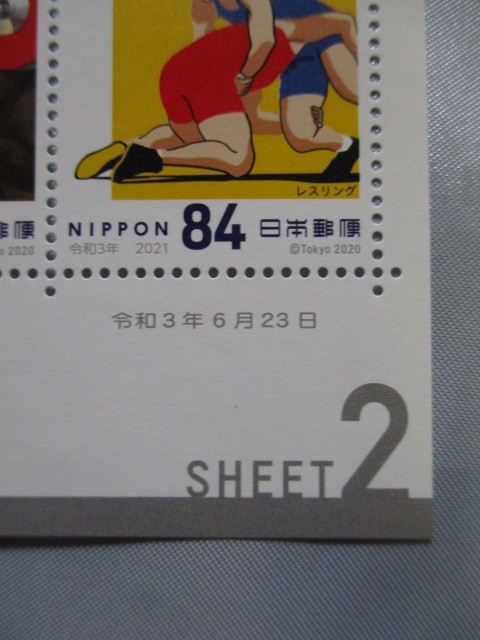 レスリング
NIPPON 84 日本郵便
令和3年 2021 ©Tokyo 2020
郵便
2020
令和3年6月23日
SHEET 2